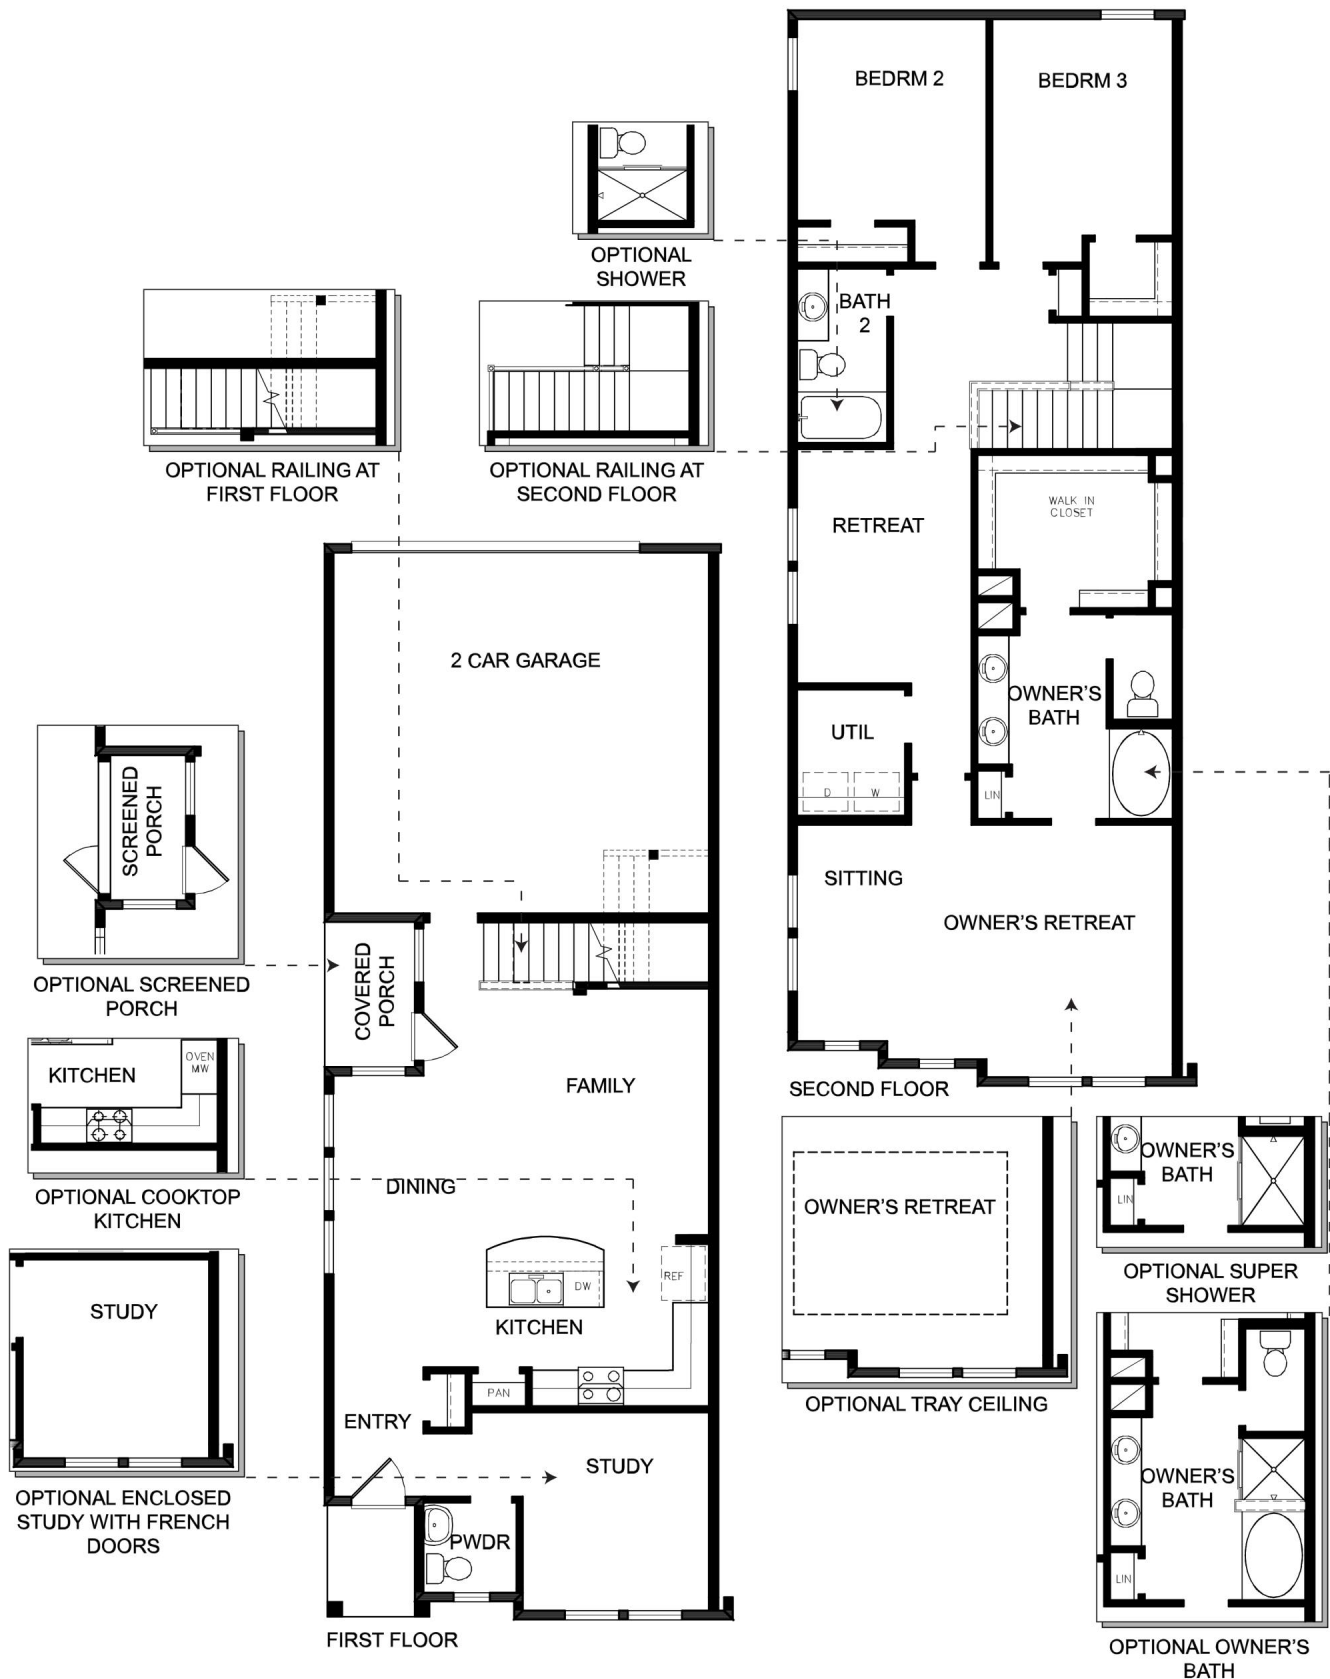 BEDRM 2
BEDRM 3
OPTIONAL
SHOWER
BATH
2
OPTIONAL RAILING AT
FIRST FLOOR
OPTIONAL RAILING AT
SECOND FLOOR
WALK IN
CLOSET
RETREAT
2 CAR GARAGE
OWNER'S
BATH
UTIL
D
W
LIN
SCREENED
PORCH
SITTING
OWNER'S RETREAT
OPTIONAL SCREENED
PORCH
COVERED
PORCH
KITCHEN
OVEN
MW
FAMILY
SECOND FLOOR
OPTIONAL COOKTOP
KITCHEN
DINING
OWNER'S RETREAT
OWNER'S
BATH
LIN
OPTIONAL SUPER
SHOWER
STUDY
REF
DW
KITCHEN
PAN
ENTRY
STUDY
OPTIONAL TRAY CEILING
OPTIONAL ENCLOSED
STUDY WITH FRENCH
DOORS
PWDR
OWNER'S
BATH
LIN
FIRST FLOOR
OPTIONAL OWNER'S
BATH